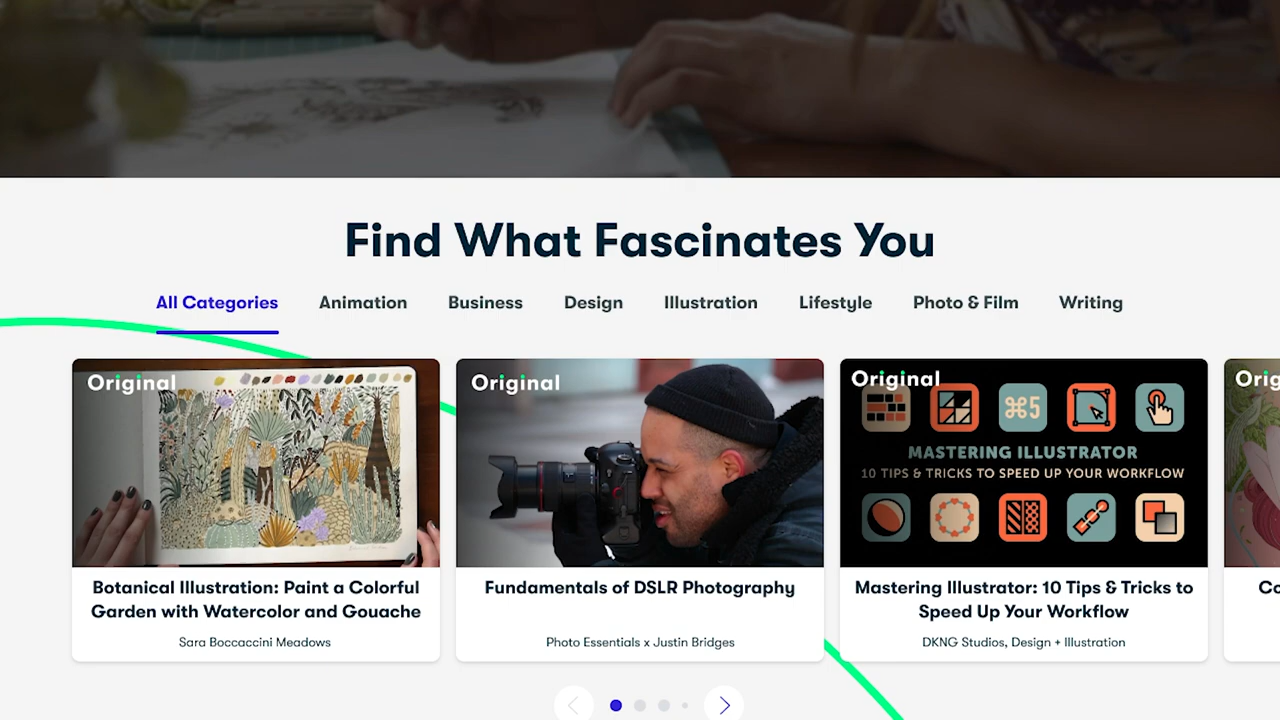 Find What Fascinates You
All Categories Animation Business Design Illustration Lifestyle Photo & Film Writing
Original
Original
Original
⌘5
MASTERING ILLUSTRATOR
10 TIPS & TRICKS TO SPEED UP YOUR WORKFLOW
Botanical Illustration: Paint a Colorful
Garden with Watercolor and Gouache
Sara Boccaccini Meadows
Fundamentals of DSLR Photography
Photo Essentials x Justin Bridges
Mastering Illustrator: 10 Tips & Tricks to
Speed Up Your Workflow
DKNG Studios, Design + Illustration